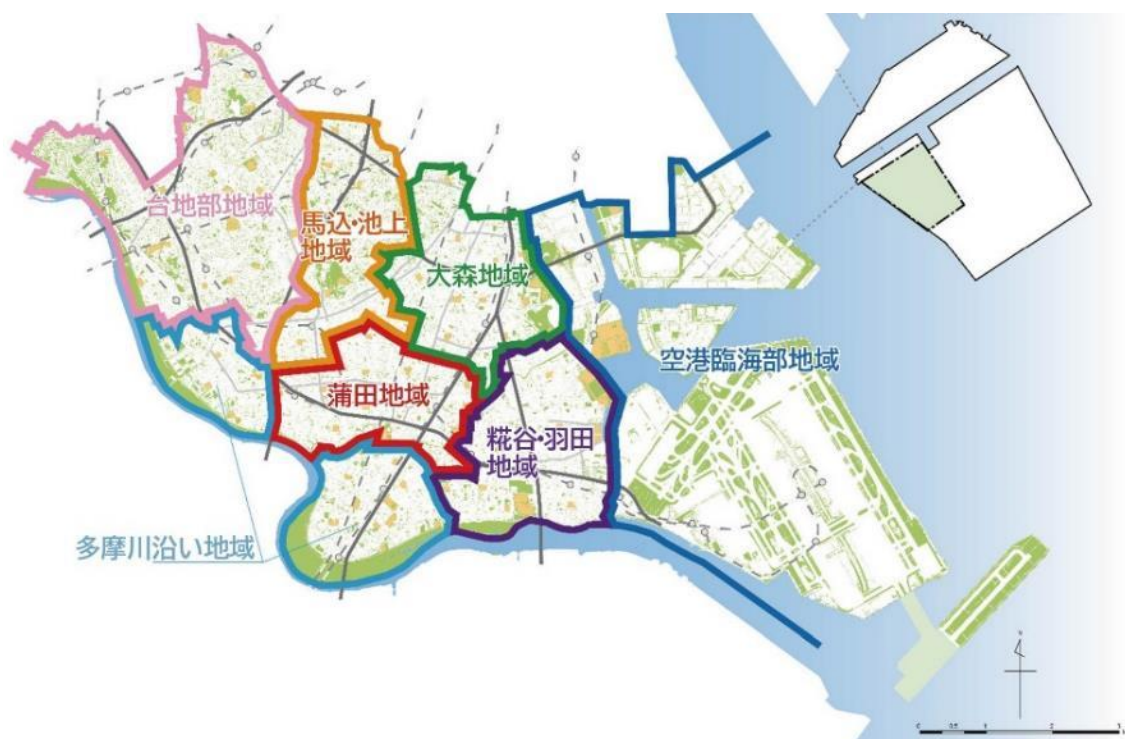 台地部地域
馬込・池上
地域
大森地域
空港臨海部地域
蒲田地域
糀谷・羽田
地域
多摩川沿い地域